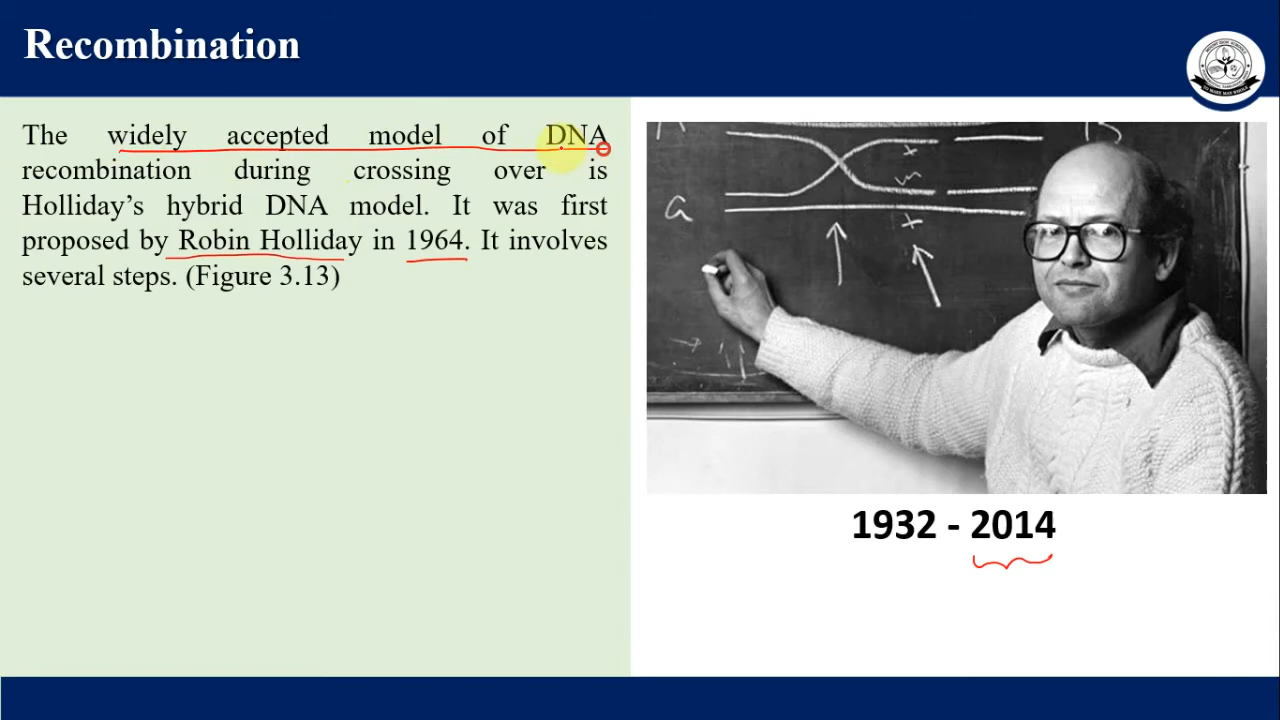 Recombination
The widely accepted model of DNA
recombination during crossing over is
Holliday's hybrid DNA model. It was first
proposed by Robin Holliday in 1964. It involves
several steps. (Figure 3.13)
a
1932 - 2014